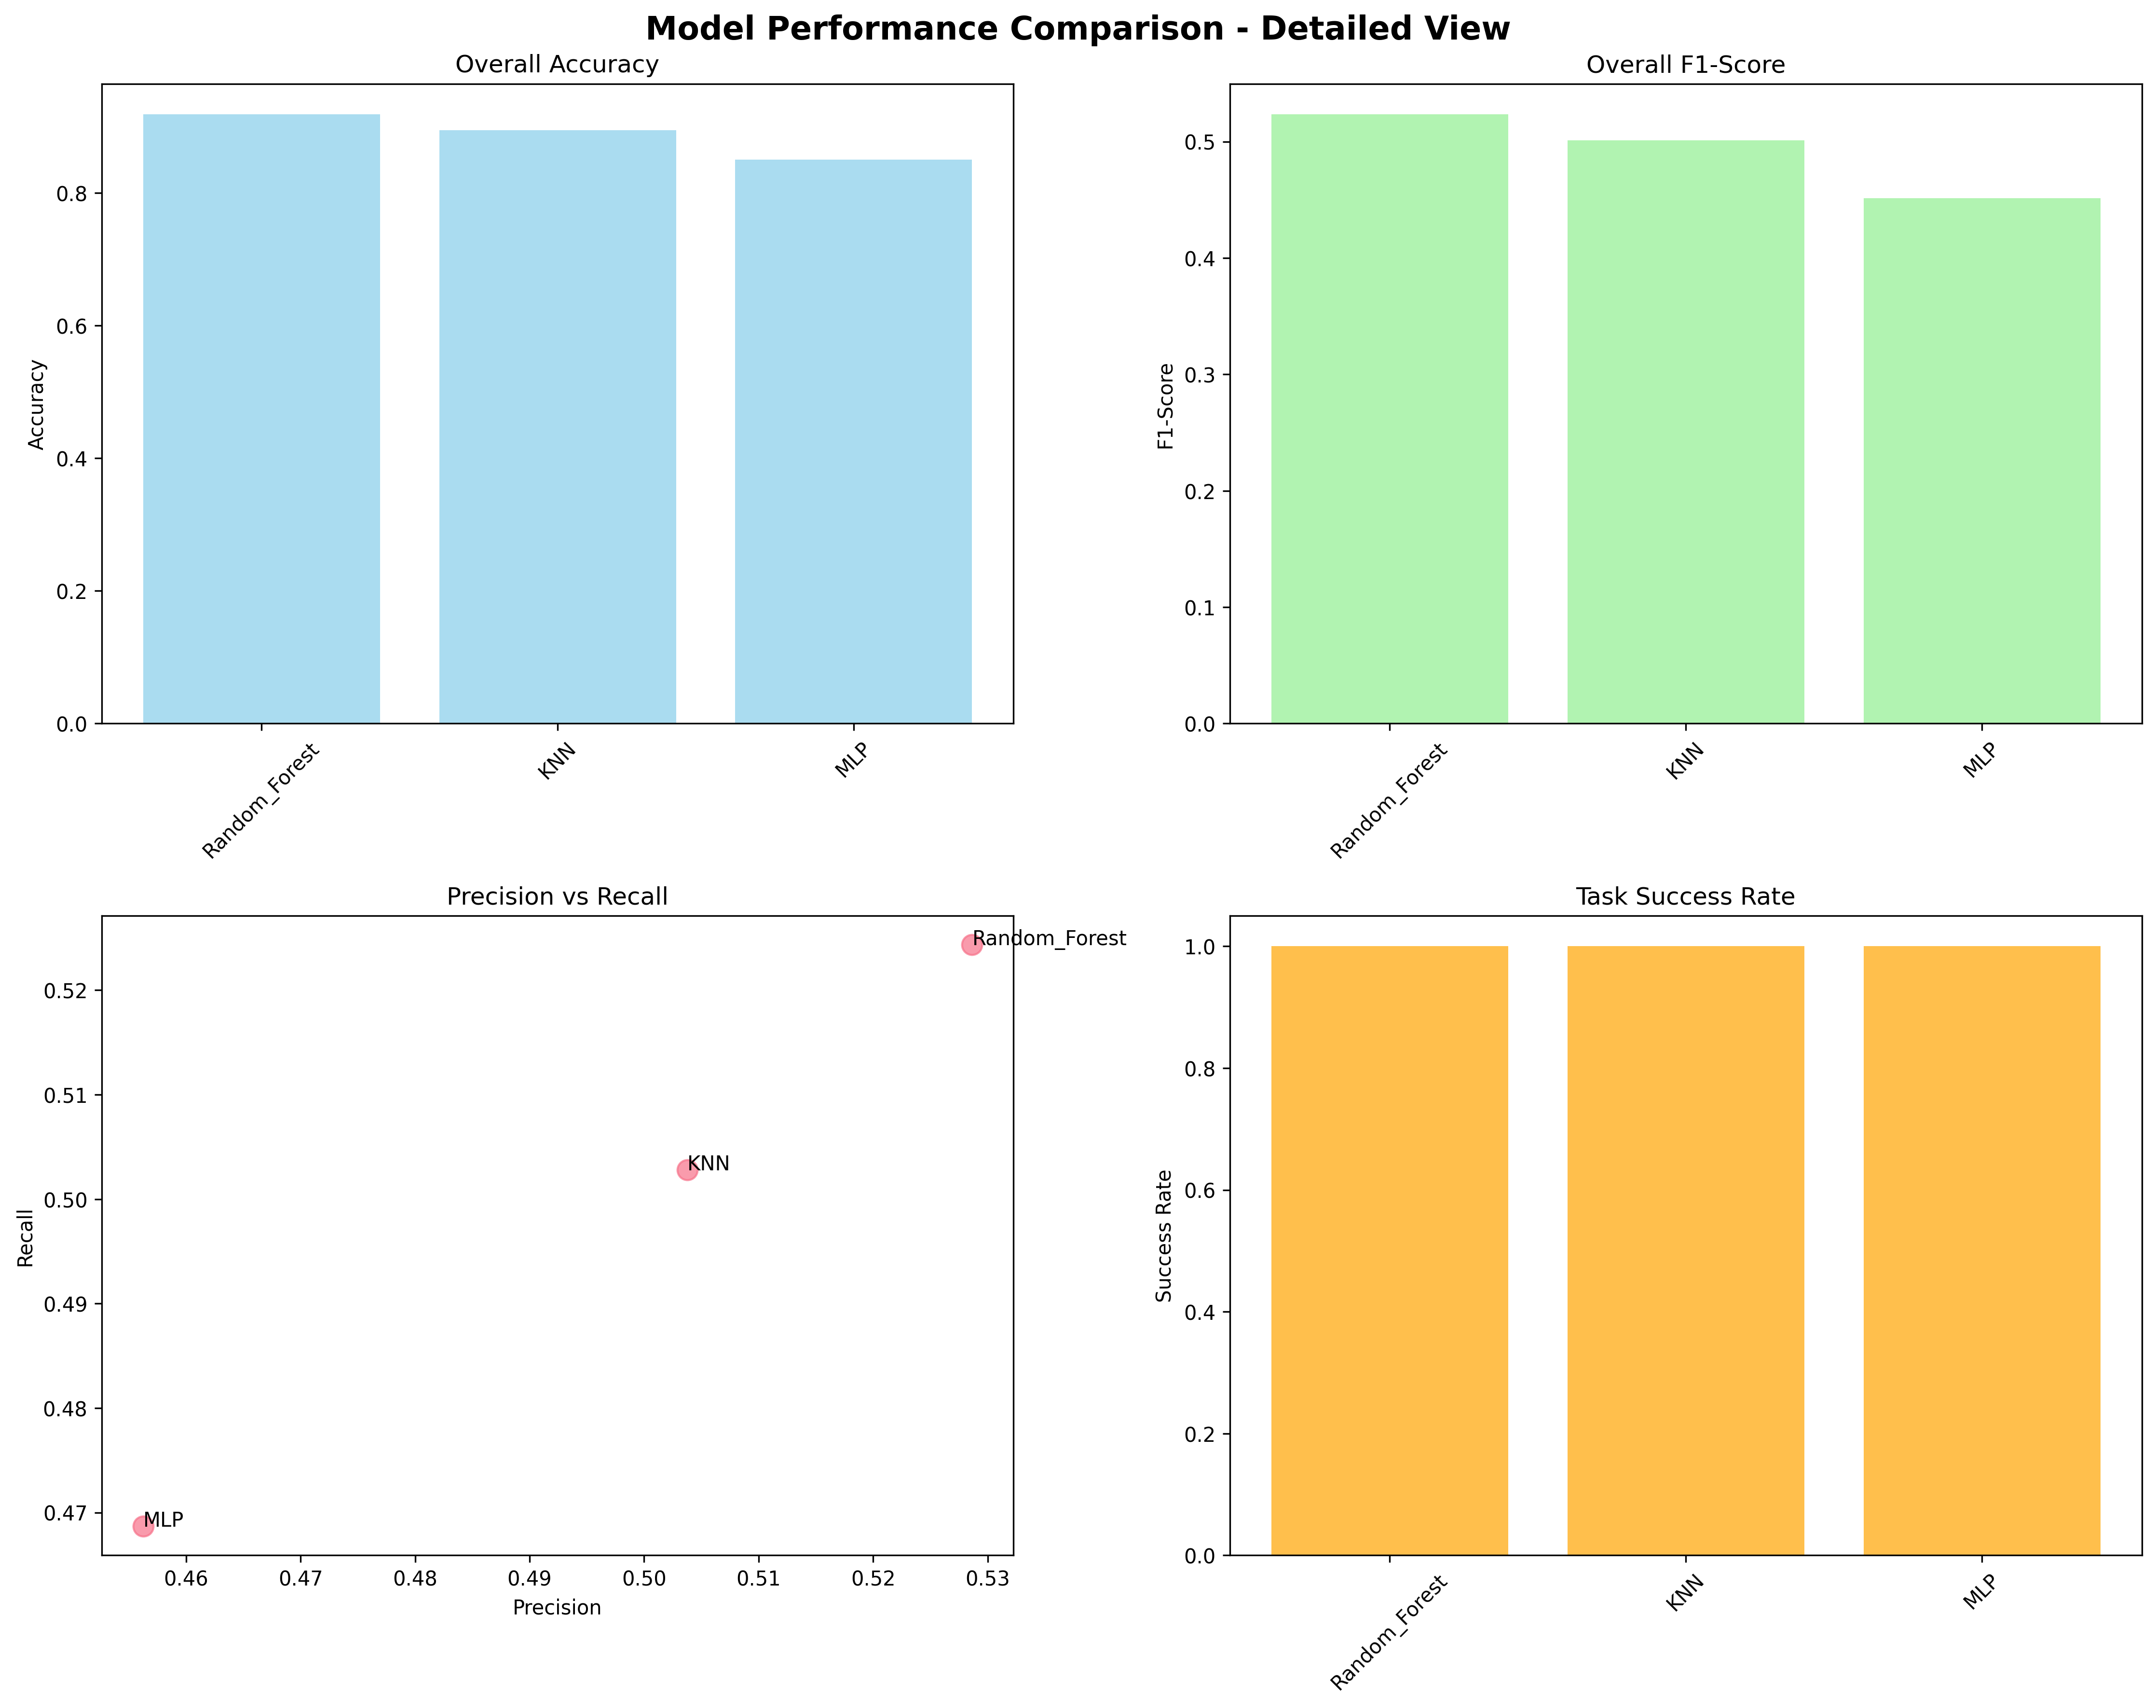 Model Performance Comparison - Detailed View
Overall Accuracy
Accuracy
0.8
0.6
0.4
0.2
0.0
Random_Forest
KNN
MLP
Overall F1-Score
F1-Score
0.5
0.4
0.3
0.2
0.1
0.0
Random_Forest
KNN
MLP
Precision vs Recall
Recall
0.52
0.51
0.50
0.49
0.48
0.47
Random_Forest
KNN
MLP
0.46 0.47 0.48 0.49 0.50 0.51 0.52 0.53
Precision
Task Success Rate
Success Rate
1.0
0.8
0.6
0.4
0.2
0.0
Random_Forest
KNN
MLP